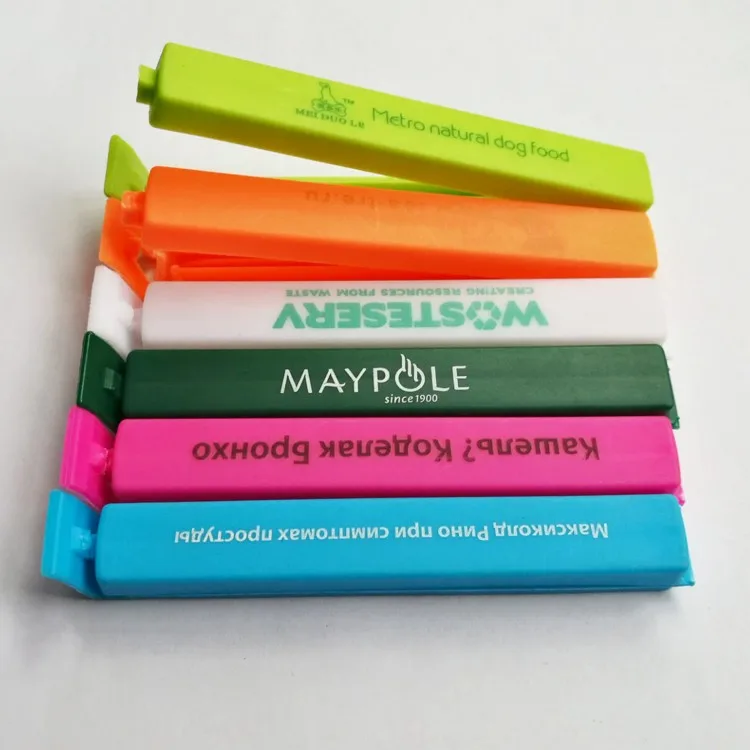 MEI DUO LE™
Metro natural dog food
WOSTESERV
CREATING RESOURCES FROM WASTE
MAYPOLE
since 1900
Кашель? Коделак Бронхо
Максиколд Рино при симптомах простуды